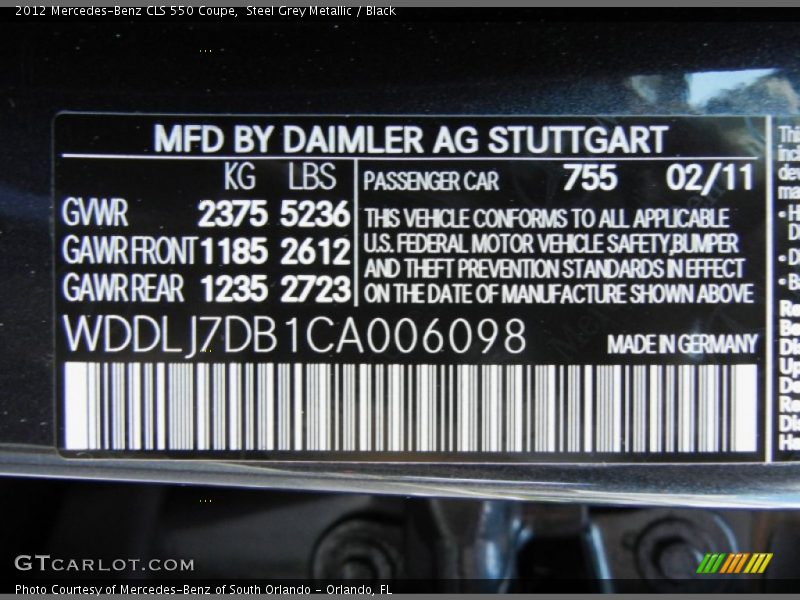 2012 Mercedes-Benz CLS 550 Coupe, Steel Grey Metallic / Black
MFD BY DAIMLER AG STUTTGART
KG LBS
GVWR 2375 5236
GAWR FRONT 1185 2612
GAWR REAR 1235 2723
PASSENGER CAR 755 02/11
THIS VEHICLE CONFORMS TO ALL APPLICABLE
U.S. FEDERAL MOTOR VEHICLE SAFETY,BUMPER
AND THEFT PREVENTION STANDARDS IN EFFECT
ON THE DATE OF MANUFACTURE SHOWN ABOVE
WDDLJ7DB1CA006098
MADE IN GERMANY
GTCARLOT.COM
Photo Courtesy of Mercedes-Benz of South Orlando - Orlando, FL